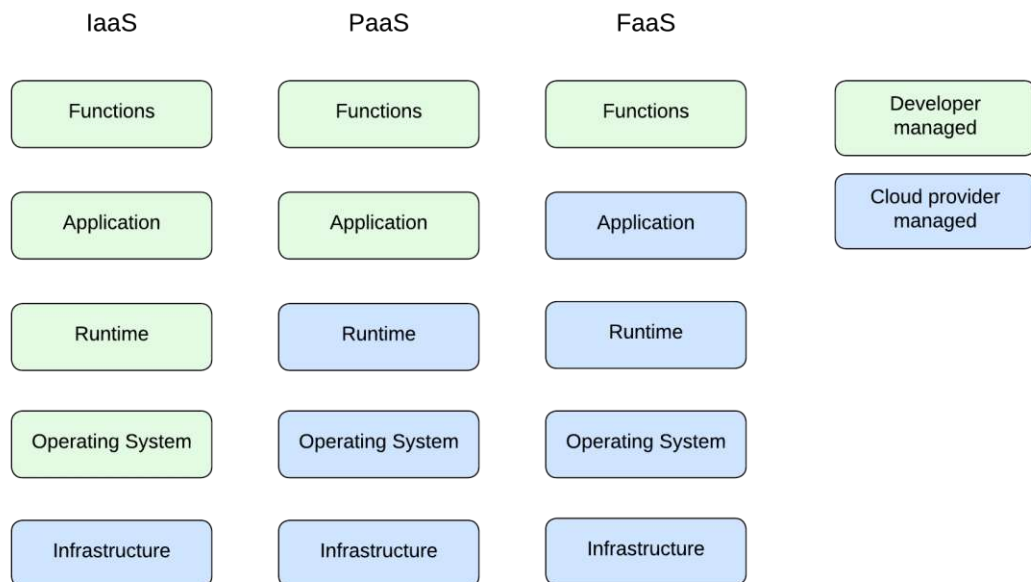 IaaS PaaS FaaS
Functions Functions Functions Developer
managed
Application Application Application Cloud provider
managed
Runtime Runtime Runtime
Operating System Operating System Operating System
Infrastructure Infrastructure Infrastructure